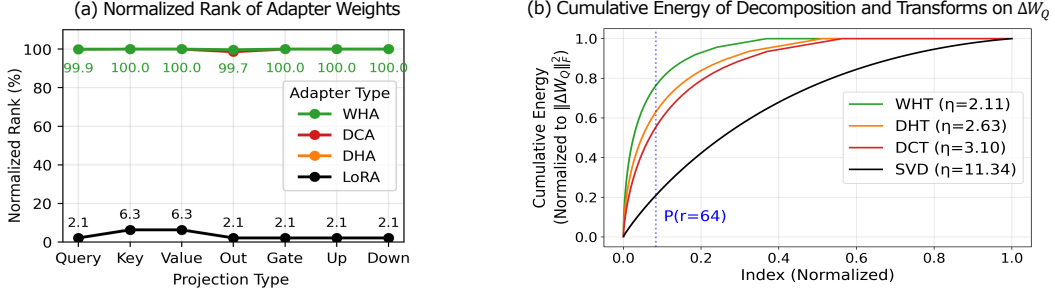 (a) Normalized Rank of Adapter Weights
Normalized Rank (%)
100
80
60
40
20
0
99.9 100.0 100.0 99.7 100.0 100.0 100.0
Adapter Type
WHA
DCA
DHA
LoRA
2.1 6.3 6.3 2.1 2.1 2.1 2.1
Query Key Value Out Gate Up Down
Projection Type
(b) Cumulative Energy of Decomposition and Transforms on ΔW_Q
Cumulative Energy
(Normalized to ‖ΔW_Q‖²_F)
1.0
0.8
0.6
0.4
0.2
0.0
WHT (η=2.11)
DHT (η=2.63)
DCT (η=3.10)
SVD (η=11.34)
P(r=64)
0.0 0.2 0.4 0.6 0.8 1.0
Index (Normalized)